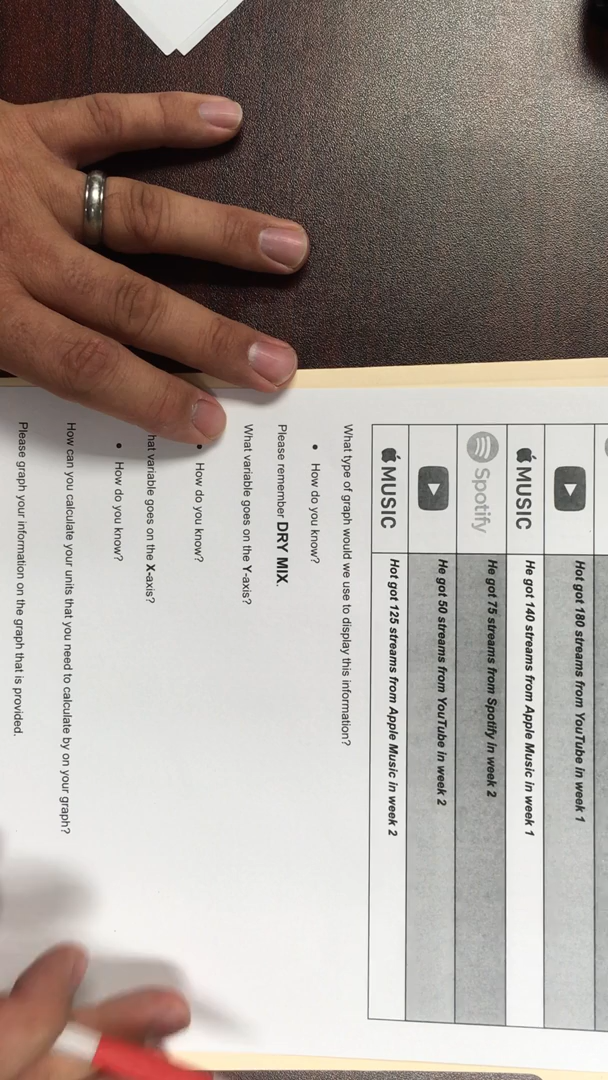 Hot got 180 streams from YouTube in week 1
MUSIC He got 140 streams from Apple Music in week 1
Spotify He got 75 streams from Spotify in week 2
He got 50 streams from YouTube in week 2
MUSIC Hot got 125 streams from Apple Music in week 2
What type of graph would we use to display this information?
• How do you know?
Please remember DRY MIX.
What variable goes on the Y-axis?
• How do you know?
hat variable goes on the X-axis?
• How do you know?
How can you calculate your units that you need to calculate by on your graph?
Please graph your information on the graph that is provided.